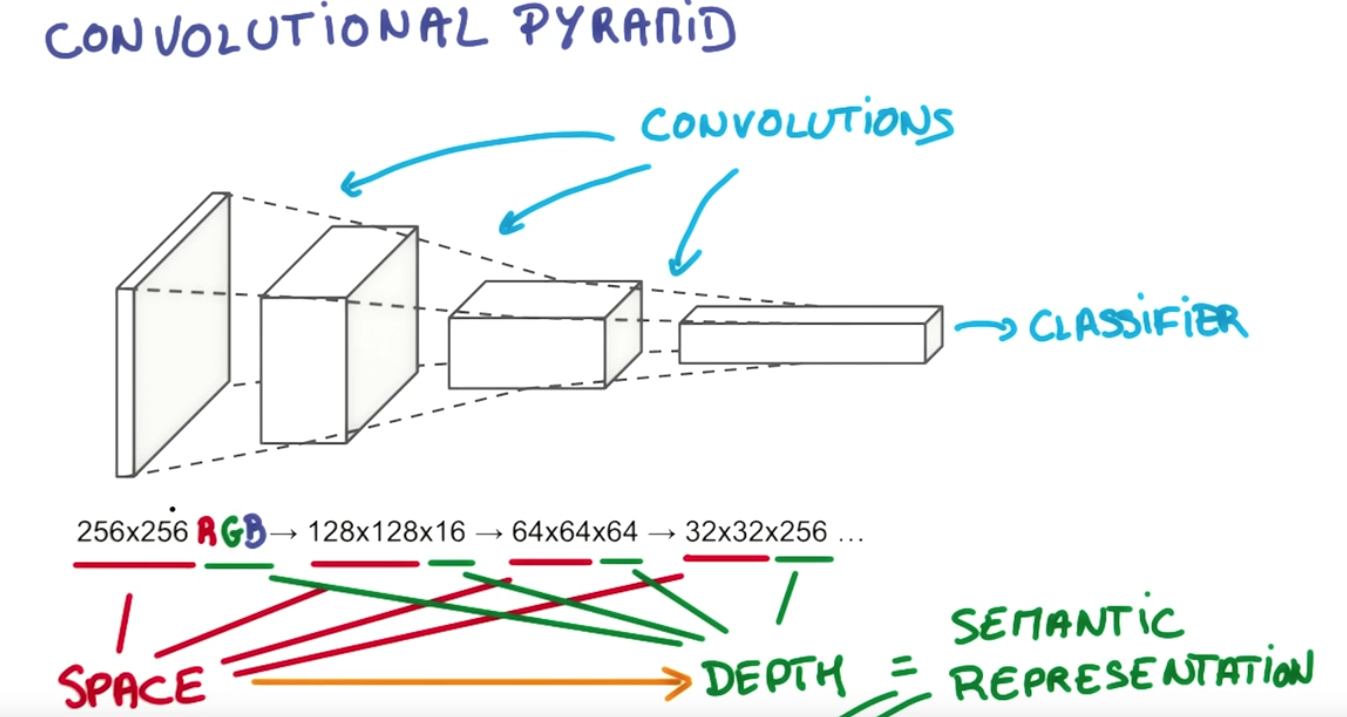 CONVOLUTIONAL PYRAMID
CONVOLUTIONS
→ CLASSIFIER
256x256 RGB → 128x128x16 → 64x64x64 → 32x32x256 ...
SPACE → DEPTH = SEMANTIC
REPRESENTATION